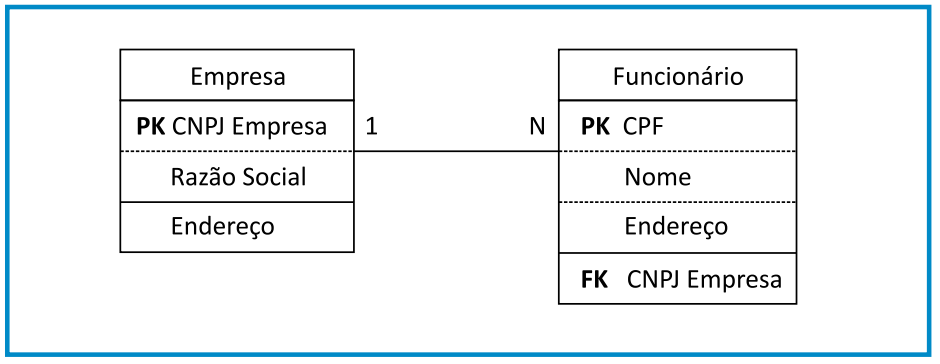 Empresa
PK CNPJ Empresa
Razão Social
Endereço
1
N
Funcionário
PK CPF
Nome
Endereço
FK CNPJ Empresa